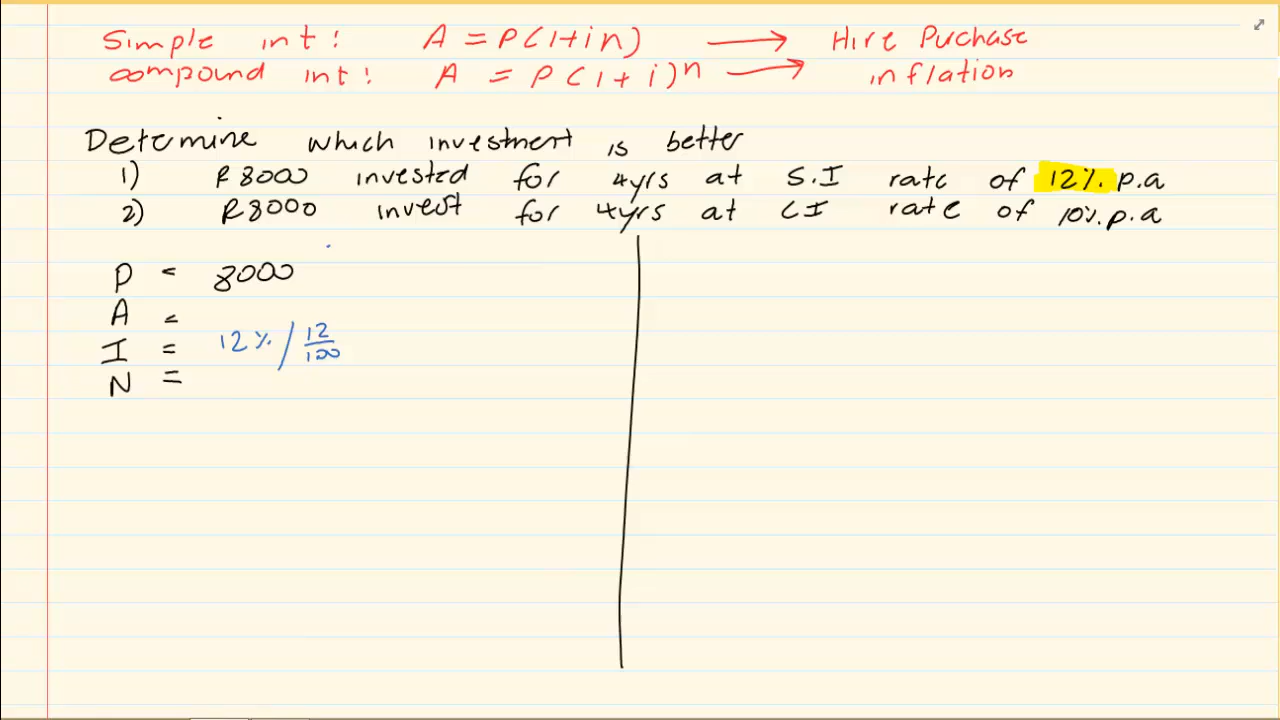 Simple int : A = P(1+in) → Hire Puchase
compound int : A = P(1+i)ⁿ → inflation
Determine which investment is better
1) R8000 invested for 4yrs at S.I rate of 12%. p.a
2) R8000 invest for 4yrs at CI rate of 10%. p.a
P = 8000
A =
I = 12% / 12/100
N =